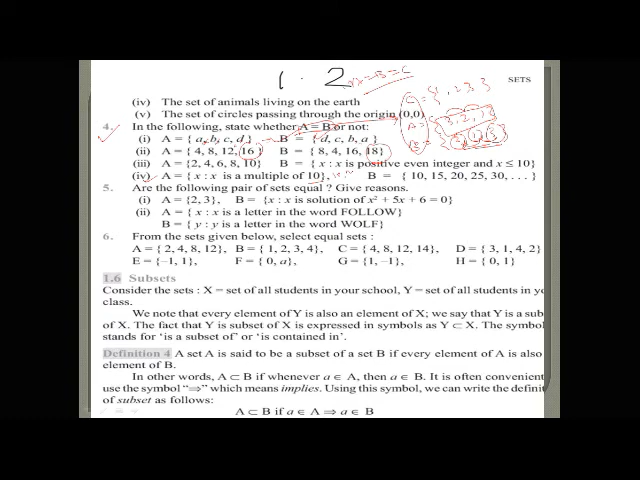 1 . 2
SETS
(iv) The set of animals living on the earth
(v) The set of circles passing through the origin (0,0)
4. In the following, state whether A = B or not:
(i) A = { a, b, c, d } B = { d, c, b, a }
(ii) A = { 4, 8, 12, 16 } B = { 8, 4, 16, 18 }
(iii) A = {2, 4, 6, 8, 10} B = { x : x is positive even integer and x ≤ 10}
(iv) A = { x : x is a multiple of 10}, B = { 10, 15, 20, 25, 30, . . . }
5. Are the following pair of sets equal ? Give reasons.
(i) A = {2, 3}, B = {x : x is solution of x² + 5x + 6 = 0}
(ii) A = { x : x is a letter in the word FOLLOW}
B = { y : y is a letter in the word WOLF}
6. From the sets given below, select equal sets :
A = { 2, 4, 8, 12}, B = { 1, 2, 3, 4}, C = { 4, 8, 12, 14}, D = { 3, 1, 4, 2}
E = {–1, 1}, F = { 0, a}, G = {1, –1}, H = { 0, 1}
1.6 Subsets
Consider the sets : X = set of all students in your school, Y = set of all students in yo
class.
We note that every element of Y is also an element of X; we say that Y is a sub
of X. The fact that Y is subset of X is expressed in symbols as Y ⊂ X. The symbol
stands for 'is a subset of' or 'is contained in'.
Definition 4 A set A is said to be a subset of a set B if every element of A is also
element of B.
In other words, A ⊂ B if whenever a ∈ A, then a ∈ B. It is often convenient
use the symbol "⇒" which means implies. Using this symbol, we can write the definit
of subset as follows:
A ⊂ B if a ∈ A ⇒ a ∈ B